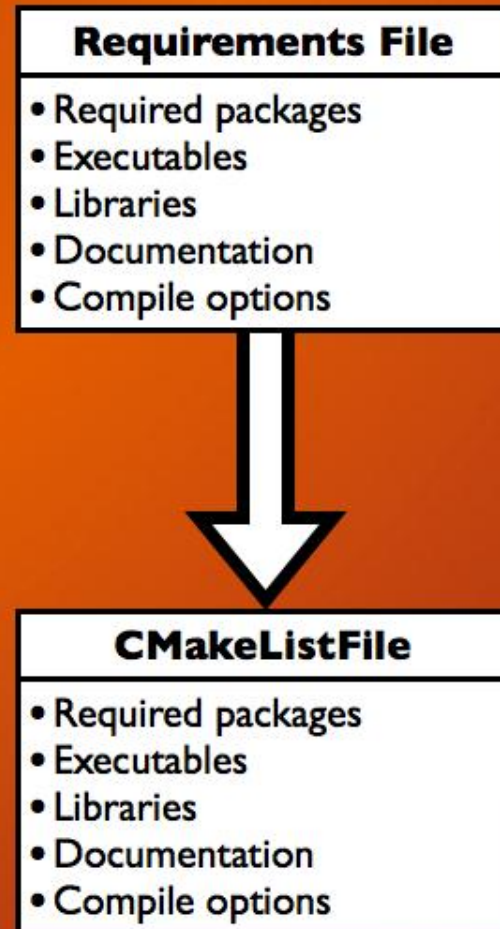 Requirements File
• Required packages
• Executables
• Libraries
• Documentation
• Compile options
CMakeListFile
• Required packages
• Executables
• Libraries
• Documentation
• Compile options